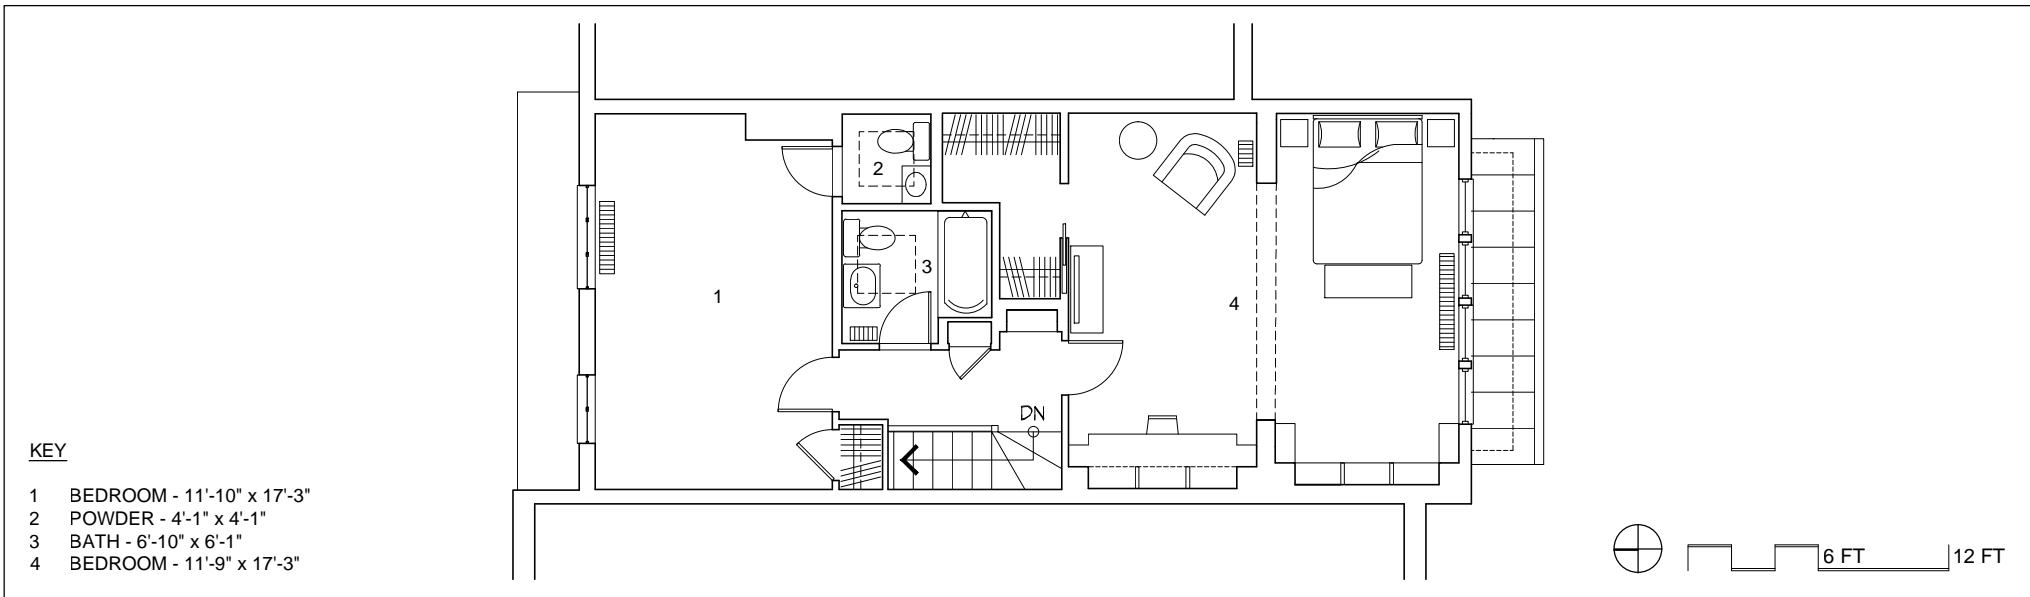 2
3
1
4
DN
KEY
1 BEDROOM - 11'-10" x 17'-3"
2 POWDER - 4'-1" x 4'-1"
3 BATH - 6'-10" x 6'-1"
4 BEDROOM - 11'-9" x 17'-3"
6 FT 12 FT